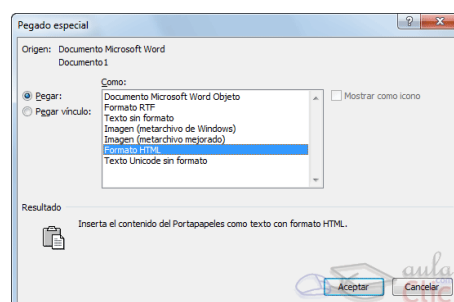 Pegado especial
Origen: Documento Microsoft Word
Documento1
Como:
Pegar:
Pegar vínculo:
Documento Microsoft Word Objeto
Formato RTF
Texto sin formato
Imagen (metarchivo de Windows)
Imagen (metarchivo mejorado)
Formato HTML
Texto Unicode sin formato
Mostrar como icono
Resultado
Inserta el contenido del Portapapeles como texto con formato HTML.
Aceptar
Cancelar
aula
Clic